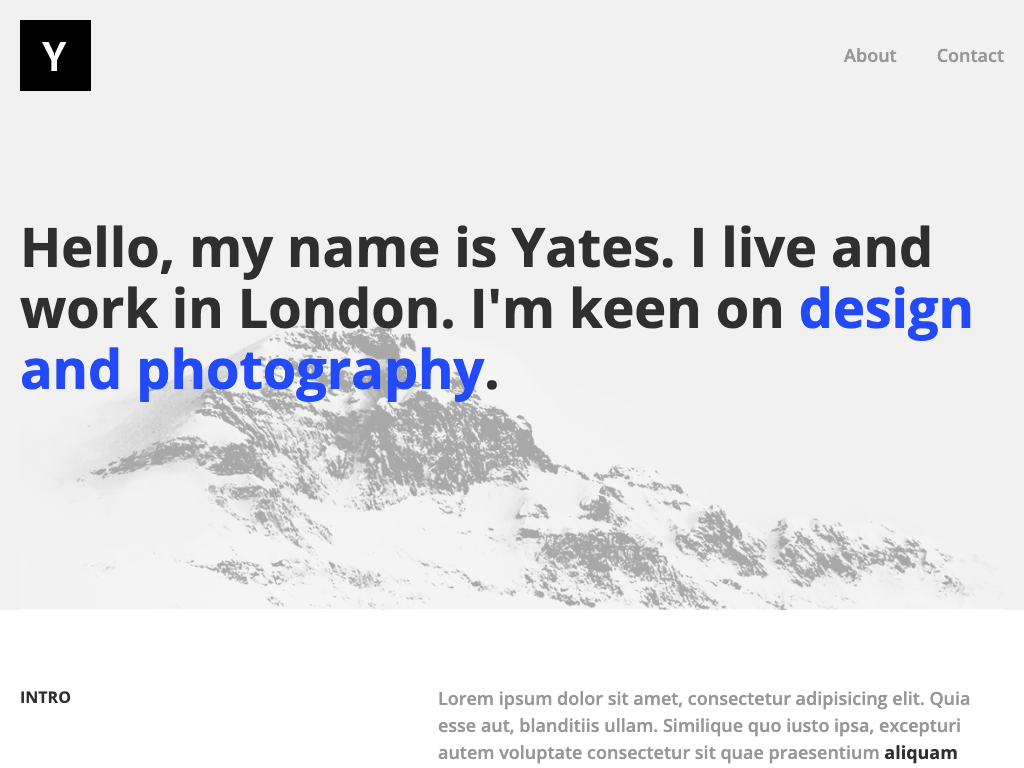 Y
About Contact
Hello, my name is Yates. I live and
work in London. I'm keen on design
and photography.
INTRO
Lorem ipsum dolor sit amet, consectetur adipisicing elit. Quia
esse aut, blanditiis ullam. Similique quo iusto ipsa, excepturi
autem voluptate consectetur sit quae praesentium aliquam